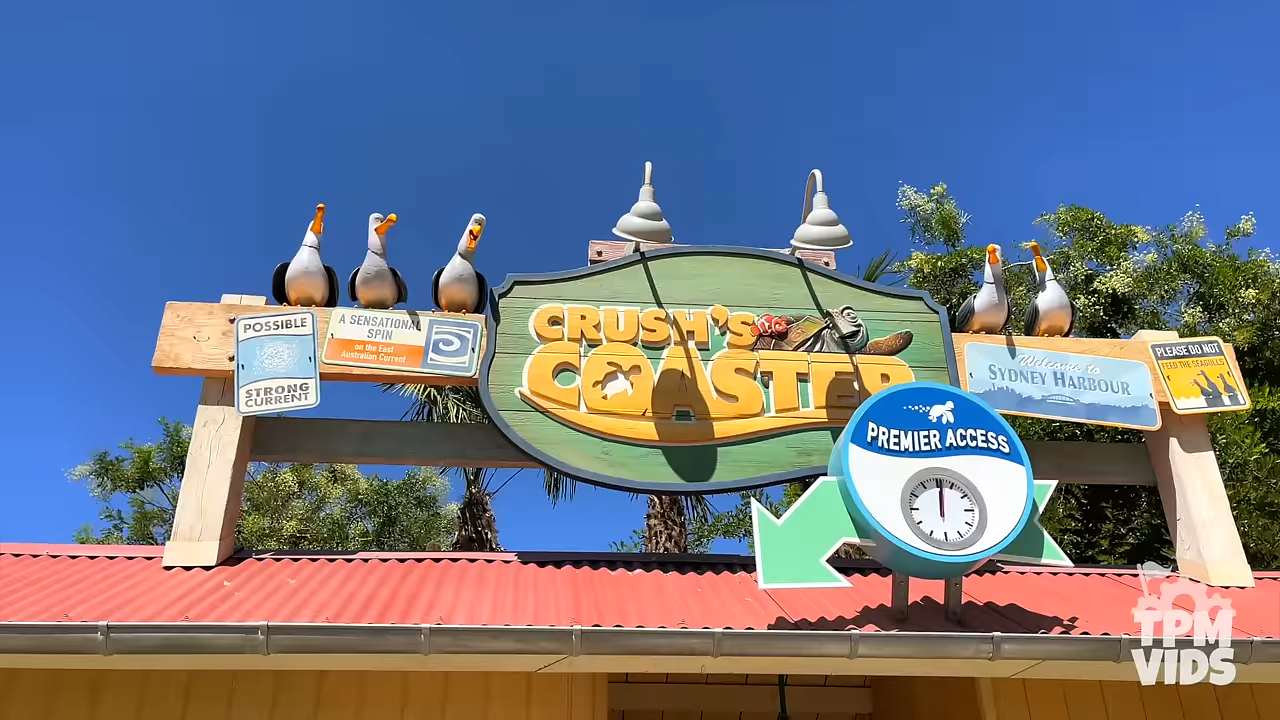 POSSIBLE
STRONG
CURRENT
A SENSATIONAL
SPIN
on the East
Australian Current
CRUSH'S
COASTER
Welcome to
SYDNEY HARBOUR
PLEASE DO NOT
FEED THE SEAGULLS
PREMIER ACCESS
TPM
VIDS